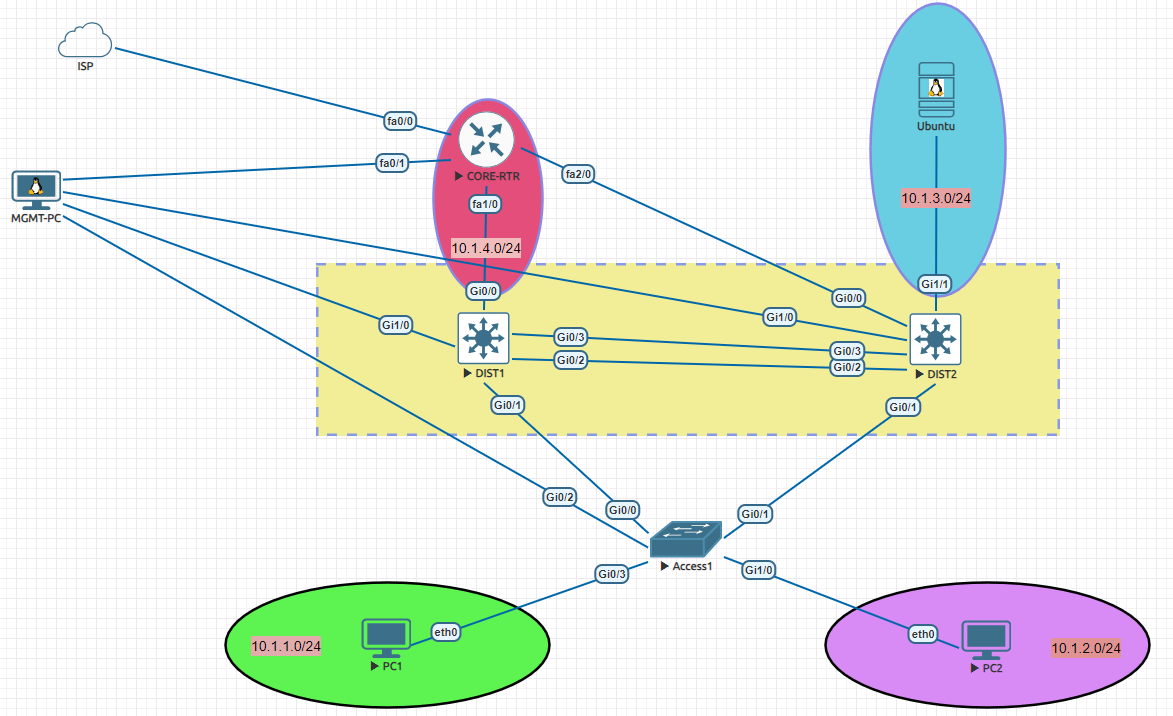 ISP
fa0/0
fa0/1
CORE-RTR
fa2/0
Ubuntu
MGMT-PC
fa1/0
10.1.3.0/24
10.1.4.0/24
Gi0/0
Gi0/0
Gi1/1
Gi1/0
Gi1/0
Gi0/3
Gi0/3
Gi0/2
Gi0/2
DIST1
DIST2
Gi0/1
Gi0/1
Gi0/2
Gi0/0
Gi0/1
Access1
Gi0/3
Gi1/0
eth0
eth0
10.1.1.0/24
10.1.2.0/24
PC1
PC2